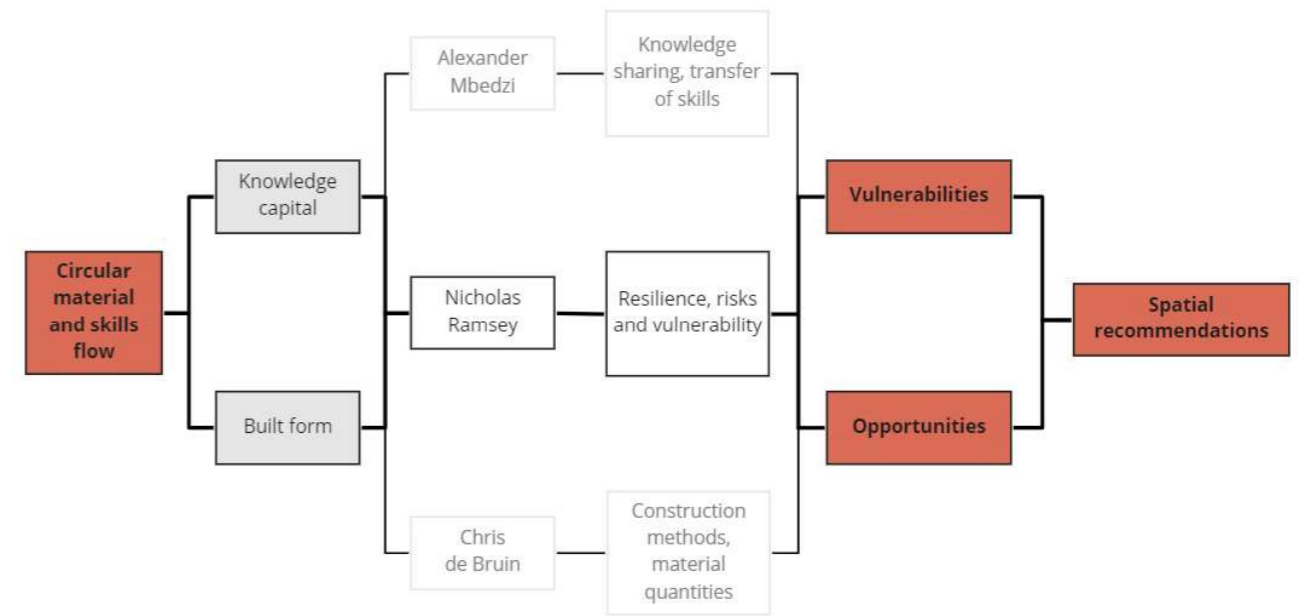 Circular
material
and skills
flow
Knowledge
capital
Built form
Alexander
Mbedzi
Knowledge
sharing, transfer
of skills
Nicholas
Ramsey
Resilience, risks
and vulnerability
Chris
de Bruin
Construction
methods,
material
quantities
Vulnerabilities
Opportunities
Spatial
recommendations